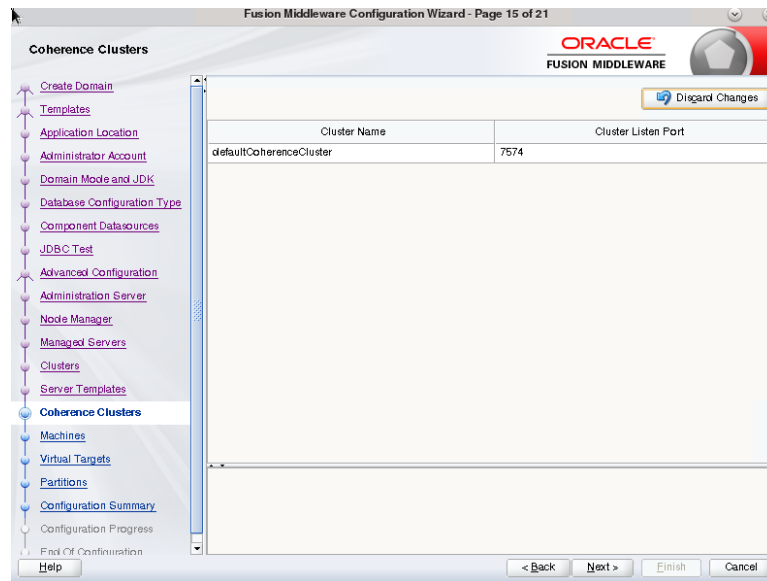 Fusion Middleware Configuration Wizard - Page 15 of 21
Coherence Clusters
ORACLE
FUSION MIDDLEWARE
Create Domain
Templates
Application Location
Administrator Account
Domain Mode and JDK
Database Configuration Type
Component Datasources
JDBC Test
Advanced Configuration
Administration Server
Node Manager
Managed Servers
Clusters
Server Templates
Coherence Clusters
Machines
Virtual Targets
Partitions
Configuration Summary
Configuration Progress
End Of Configuration
Discard Changes
Cluster Name Cluster Listen Port
defaultCoherenceCluster 7574
Help < Back Next > Finish Cancel